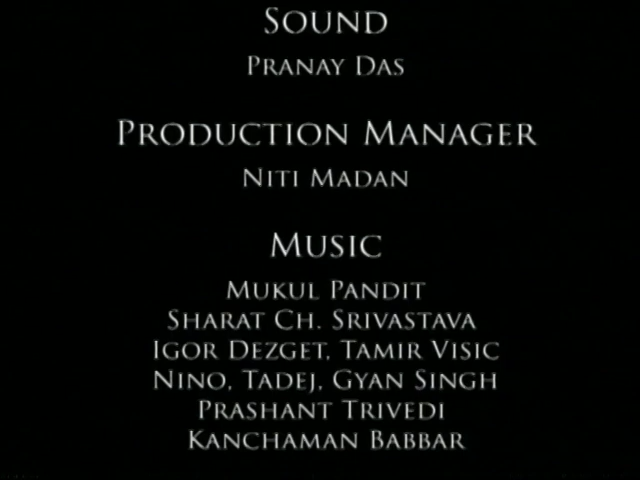 SOUND
PRANAY DAS
PRODUCTION MANAGER
NITI MADAN
MUSIC
MUKUL PANDIT
SHARAT CH. SRIVASTAVA
IGOR DEZGET, TAMIR VISIC
NINO, TADEJ, GYAN SINGH
PRASHANT TRIVEDI
KANCHAMAN BABBAR